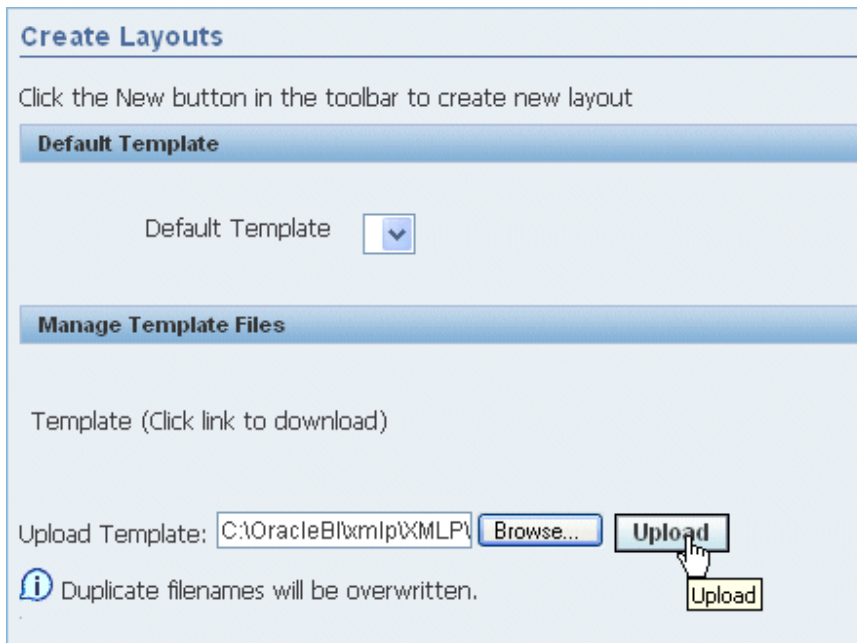 Create Layouts
Click the New button in the toolbar to create new layout
Default Template
Default Template
Manage Template Files
Template (Click link to download)
Upload Template: C:\OracleBI\xmlp\XMLP\ Browse... Upload
Duplicate filenames will be overwritten.
Upload